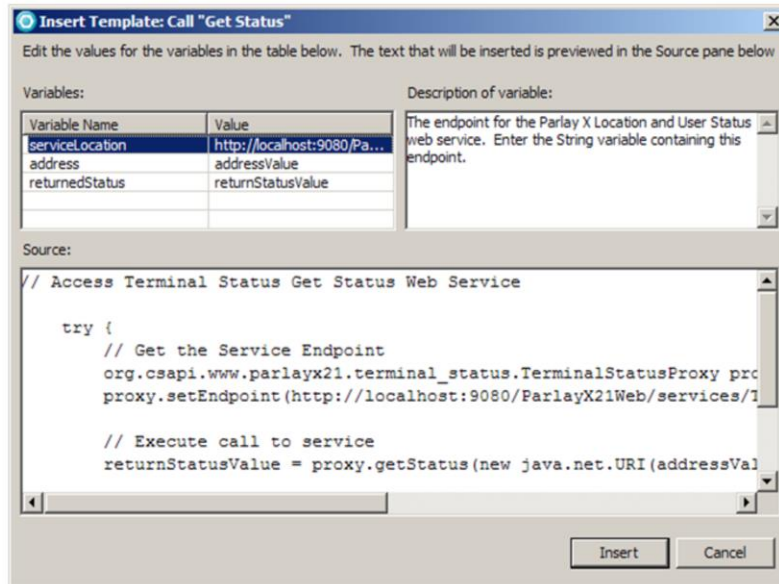 Insert Template: Call "Get Status"
Edit the values for the variables in the table below. The text that will be inserted is previewed in the Source pane below
Variables:
Description of variable:
Variable Name Value
serviceLocation http://localhost:9080/Pa...
address addressValue
returnedStatus returnStatusValue
The endpoint for the Parlay X Location and User Status
web service. Enter the String variable containing this
endpoint.
Source:
// Access Terminal Status Get Status Web Service
try {
// Get the Service Endpoint
org.csapi.www.parlayx21.terminal_status.TerminalStatusProxy pro
proxy.setEndpoint(http://localhost:9080/ParlayX21Web/services/T
// Execute call to service
returnStatusValue = proxy.getStatus(new java.net.URI(addressVal
Insert
Cancel